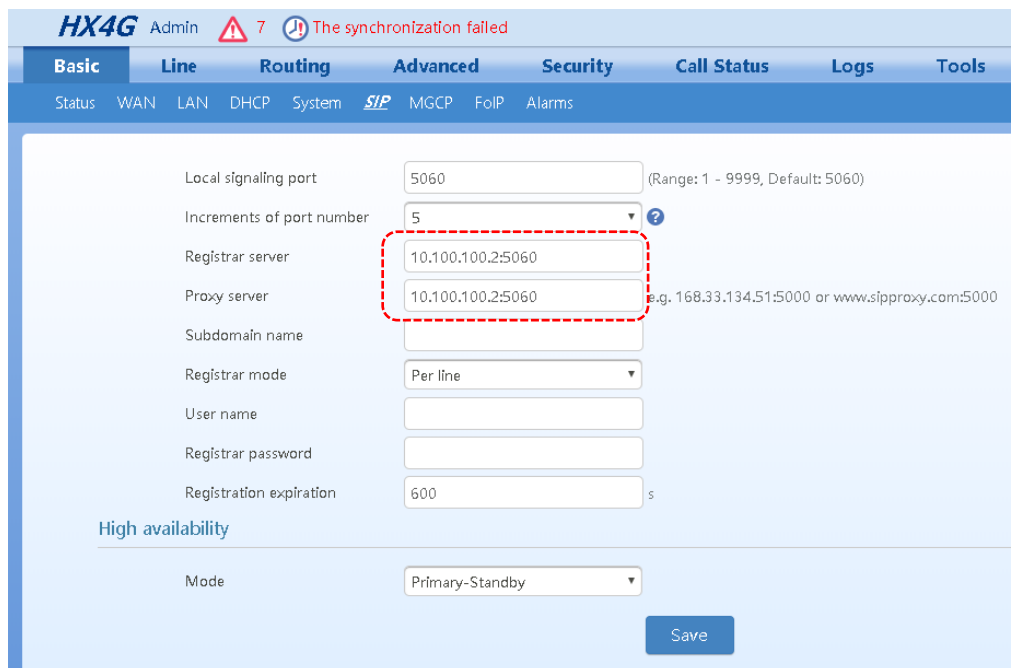 HX4G Admin 7 The synchronization failed
Basic Line Routing Advanced Security Call Status Logs Tools
Status WAN LAN DHCP System SIP MGCP FoIP Alarms
Local signaling port 5060 (Range: 1 - 9999, Default: 5060)
Increments of port number 5 ?
Registrar server 10.100.100.2:5060
Proxy server 10.100.100.2:5060 e.g. 168.33.134.51:5000 or www.sipproxy.com:5000
Subdomain name
Registrar mode Per line
User name
Registrar password
Registration expiration 600 s
High availability
Mode Primary-Standby
Save